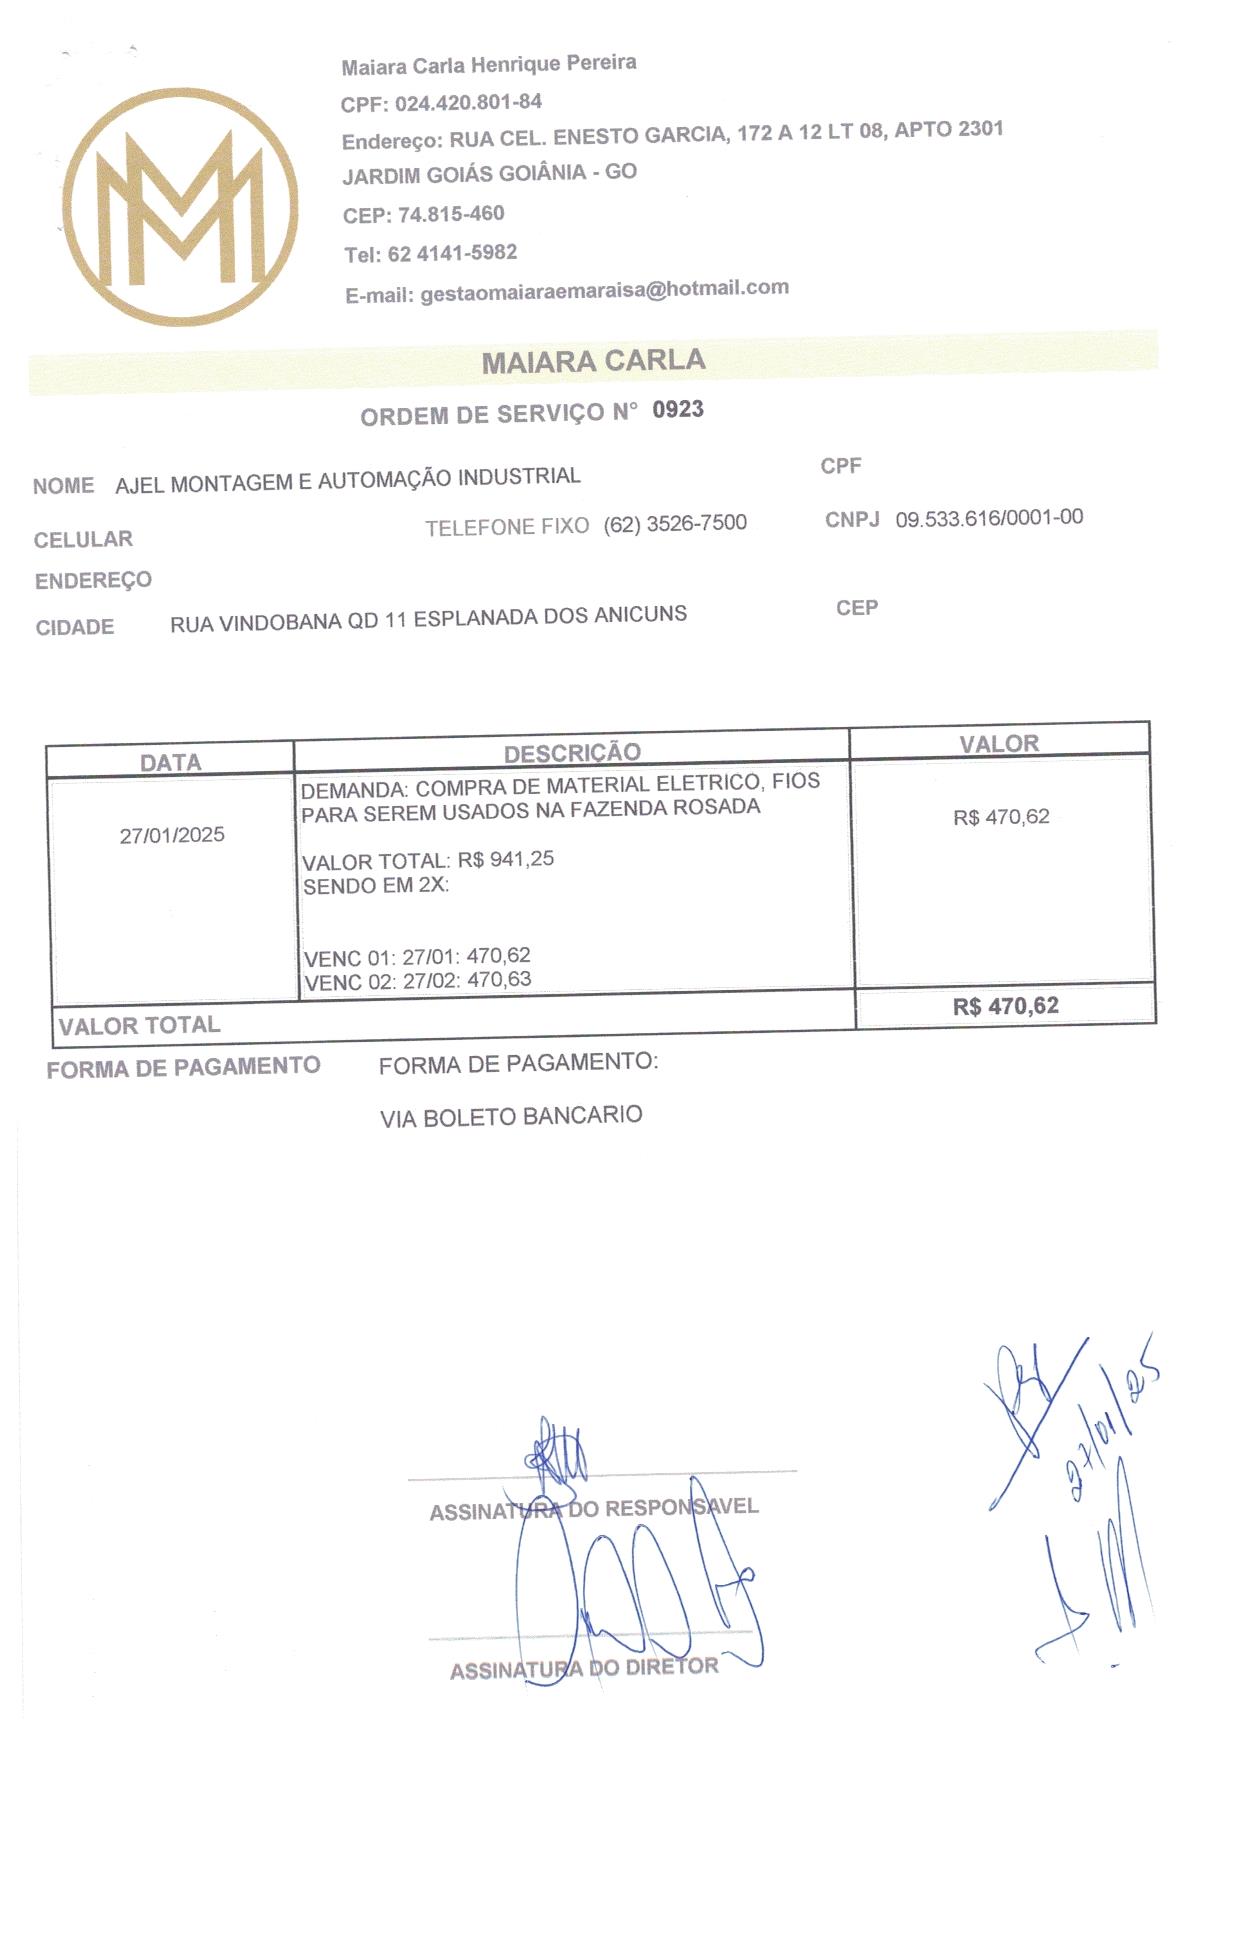 Maiara Carla Henrique Pereira
CPF: 024.420.801-84
Endereço: RUA CEL. ENESTO GARCIA, 172 A 12 LT 08, APTO 2301
JARDIM GOIÁS GOIÂNIA - GO
CEP: 74.815-460
Tel: 62 4141-5982
E-mail: gestaomaiaraemaraisa@hotmail.com
MAIARA CARLA
ORDEM DE SERVIÇO N° 0923
NOME AJEL MONTAGEM E AUTOMAÇÃO INDUSTRIAL CPF
CELULAR TELEFONE FIXO (62) 3526-7500 CNPJ 09.533.616/0001-00
ENDEREÇO
CIDADE RUA VINDOBANA QD 11 ESPLANADA DOS ANICUNS CEP
DATA DESCRIÇÃO VALOR
DEMANDA: COMPRA DE MATERIAL ELETRICO, FIOS
PARA SEREM USADOS NA FAZENDA ROSADA
27/01/2025 R$ 470,62
VALOR TOTAL: R$ 941,25
SENDO EM 2X:
VENC 01: 27/01: 470,62
VENC 02: 27/02: 470,63
VALOR TOTAL R$ 470,62
FORMA DE PAGAMENTO FORMA DE PAGAMENTO:
VIA BOLETO BANCARIO
27/01/25
ASSINATURA DO RESPONSAVEL
ASSINATURA DO DIRETOR